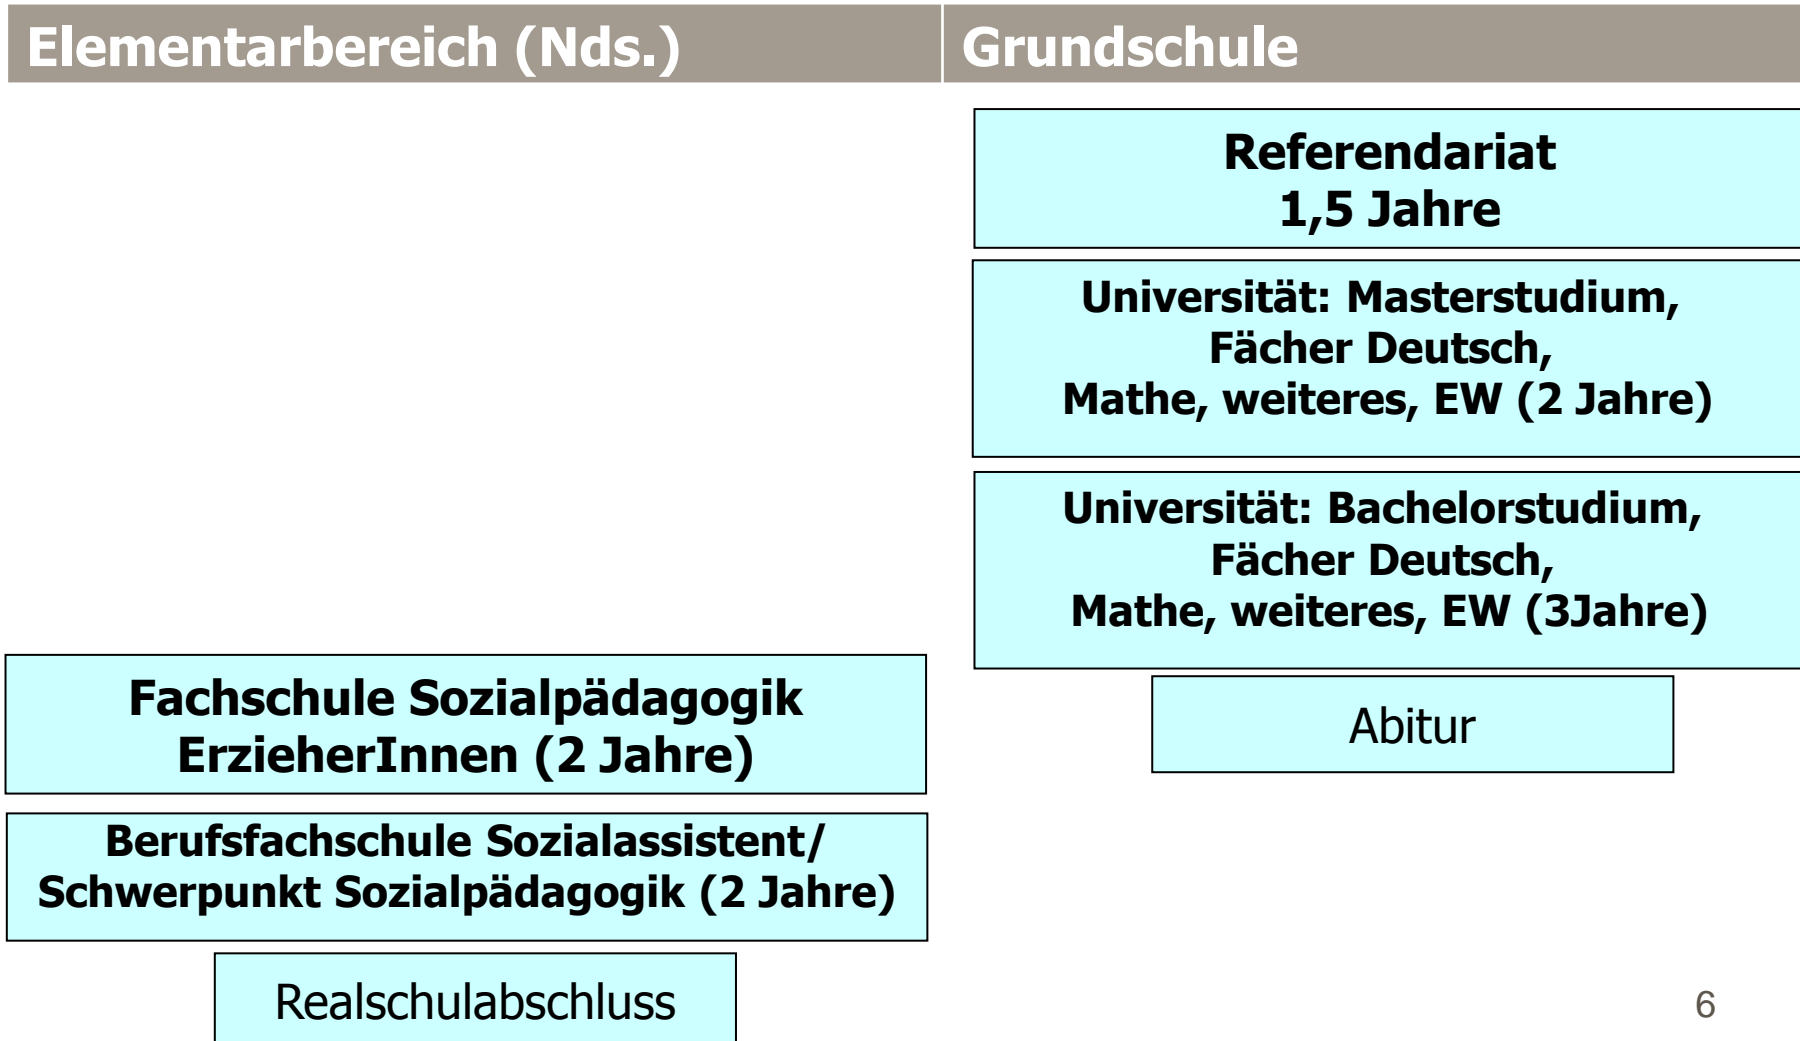 Elementarbereich (Nds.)
Grundschule
Referendariat
1,5 Jahre
Universität: Masterstudium,
Fächer Deutsch,
Mathe, weiteres, EW (2 Jahre)
Universität: Bachelorstudium,
Fächer Deutsch,
Mathe, weiteres, EW (3Jahre)
Abitur
Fachschule Sozialpädagogik
ErzieherInnen (2 Jahre)
Berufsfachschule Sozialassistent/
Schwerpunkt Sozialpädagogik (2 Jahre)
Realschulabschluss
6